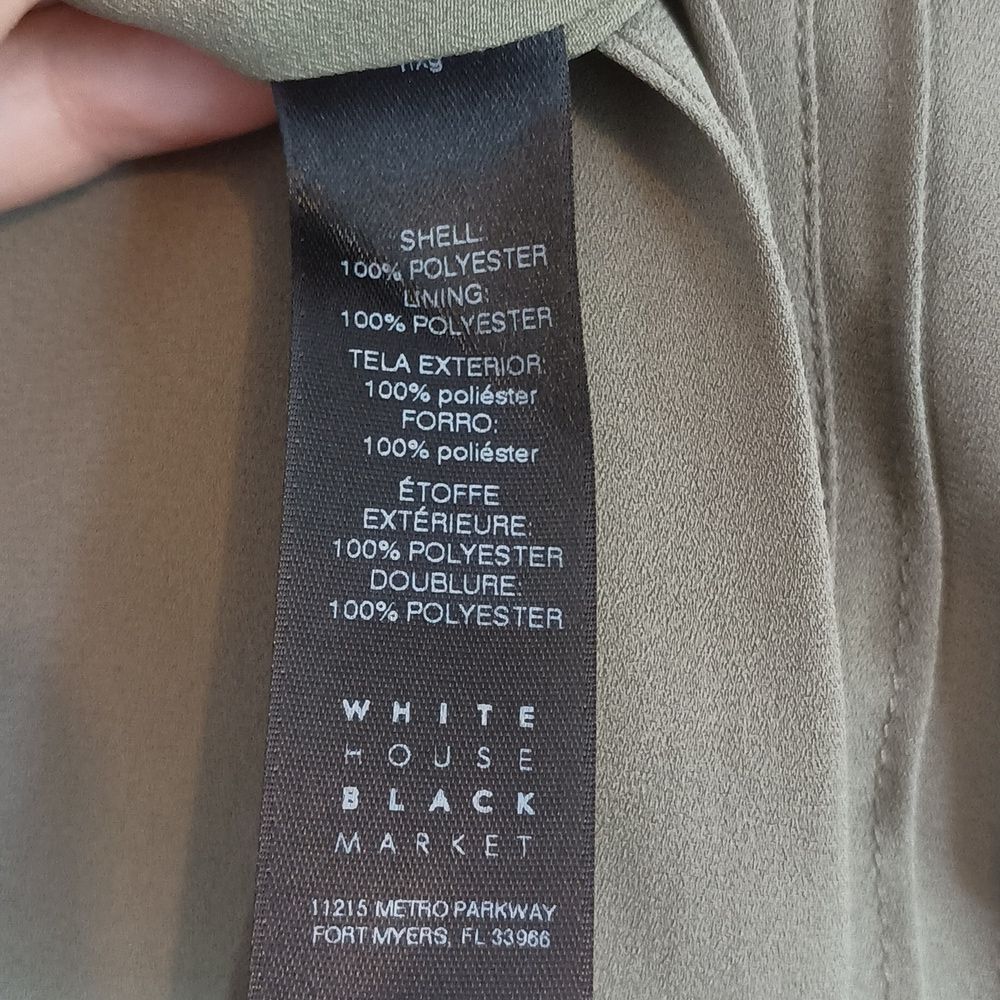 SHELL:
100% POLYESTER
LINING:
100% POLYESTER
TELA EXTERIOR:
100% poliéster
FORRO:
100% poliéster
ÉTOFFE
EXTÉRIEURE:
100% POLYESTER
DOUBLURE:
100% POLYESTER
WHITE
HOUSE
BLACK
MARKET
11215 METRO PARKWAY
FORT MYERS, FL 33966